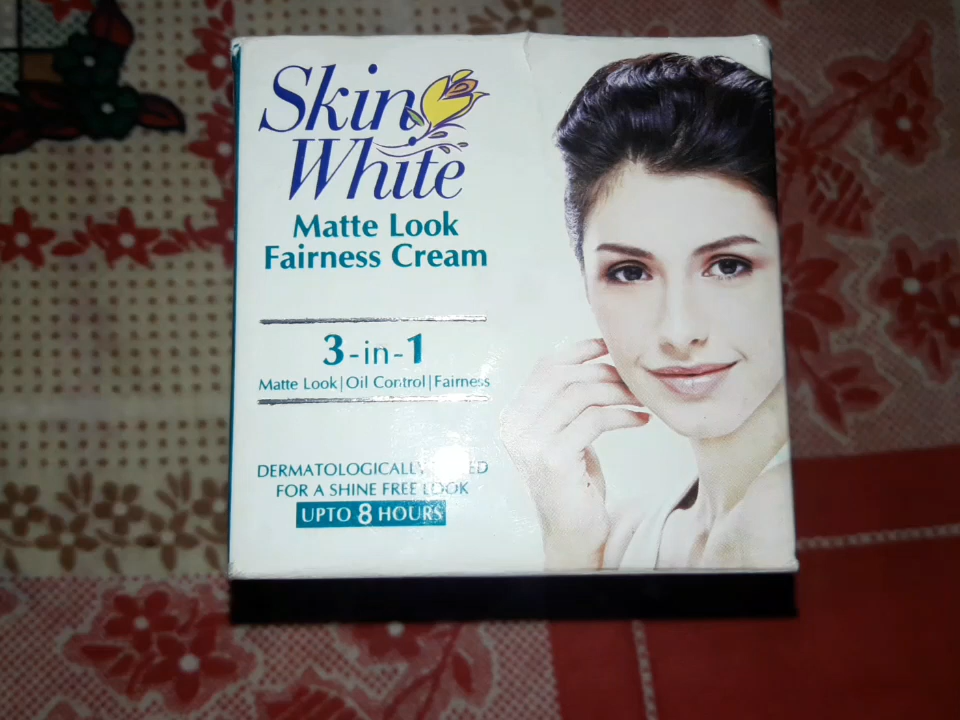 Skin
White
Matte Look
Fairness Cream
3-in-1
Matte Look|Oil Control|Fairness
DERMATOLOGICALLY
FOR A SHINE FREE LOOK
UPTO 8 HOURS